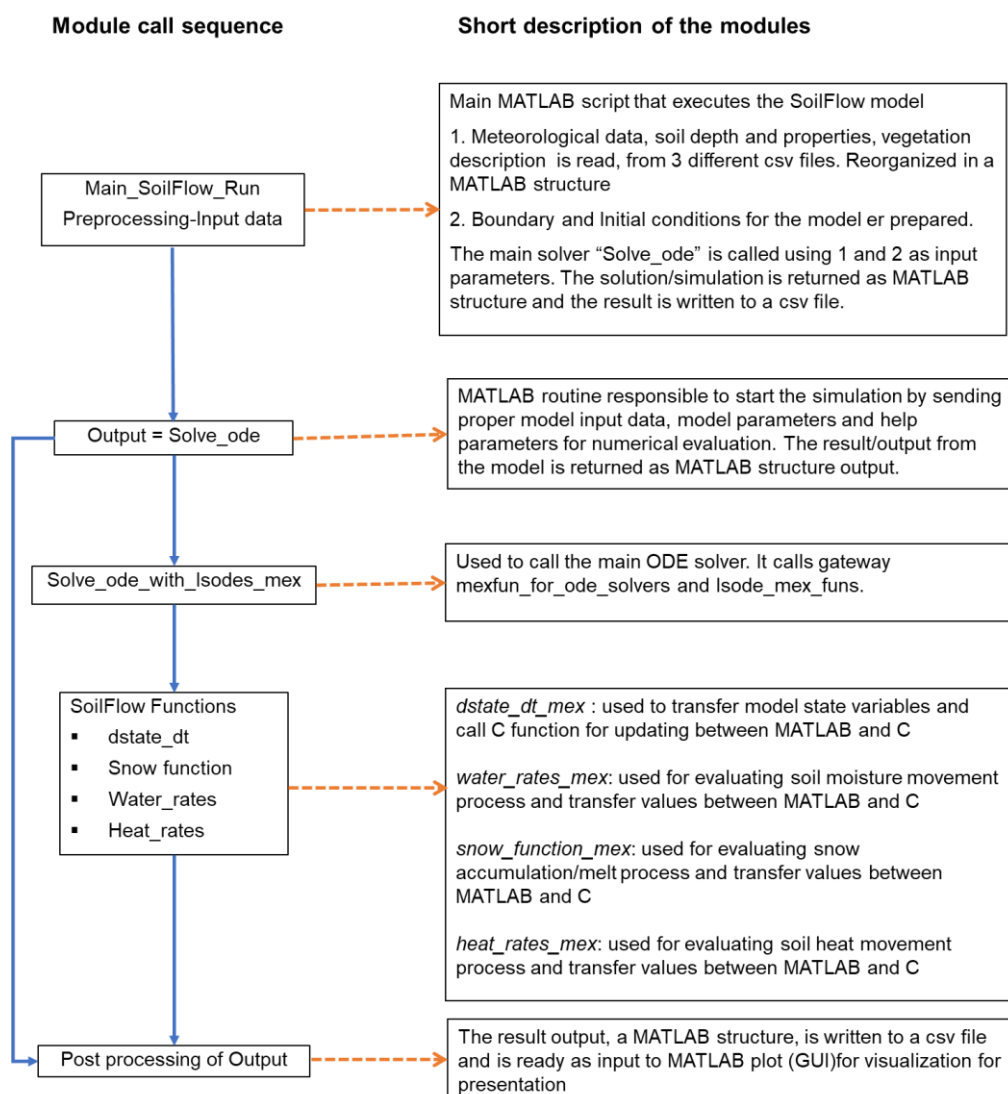 Module call sequence
Short description of the modules
Main_SoilFlow_Run
Preprocessing-Input data
Main MATLAB script that executes the SoilFlow model
1. Meteorological data, soil depth and properties, vegetation
description is read, from 3 different csv files. Reorganized in a
MATLAB structure
2. Boundary and Initial conditions for the model er prepared.
The main solver “Solve_ode” is called using 1 and 2 as input
parameters. The solution/simulation is returned as MATLAB
structure and the result is written to a csv file.
Output = Solve_ode
MATLAB routine responsible to start the simulation by sending
proper model input data, model parameters and help
parameters for numerical evaluation. The result/output from
the model is returned as MATLAB structure output.
Solve_ode_with_lsodes_mex
Used to call the main ODE solver. It calls gateway
mexfun_for_ode_solvers and lsode_mex_funs.
SoilFlow Functions
▪ dstate_dt
▪ Snow function
▪ Water_rates
▪ Heat_rates
dstate_dt_mex : used to transfer model state variables and
call C function for updating between MATLAB and C
water_rates_mex: used for evaluating soil moisture movement
process and transfer values between MATLAB and C
snow_function_mex: used for evaluating snow
accumulation/melt process and transfer values between
MATLAB and C
heat_rates_mex: used for evaluating soil heat movement
process and transfer values between MATLAB and C
Post processing of Output
The result output, a MATLAB structure, is written to a csv file
and is ready as input to MATLAB plot (GUI)for visualization for
presentation